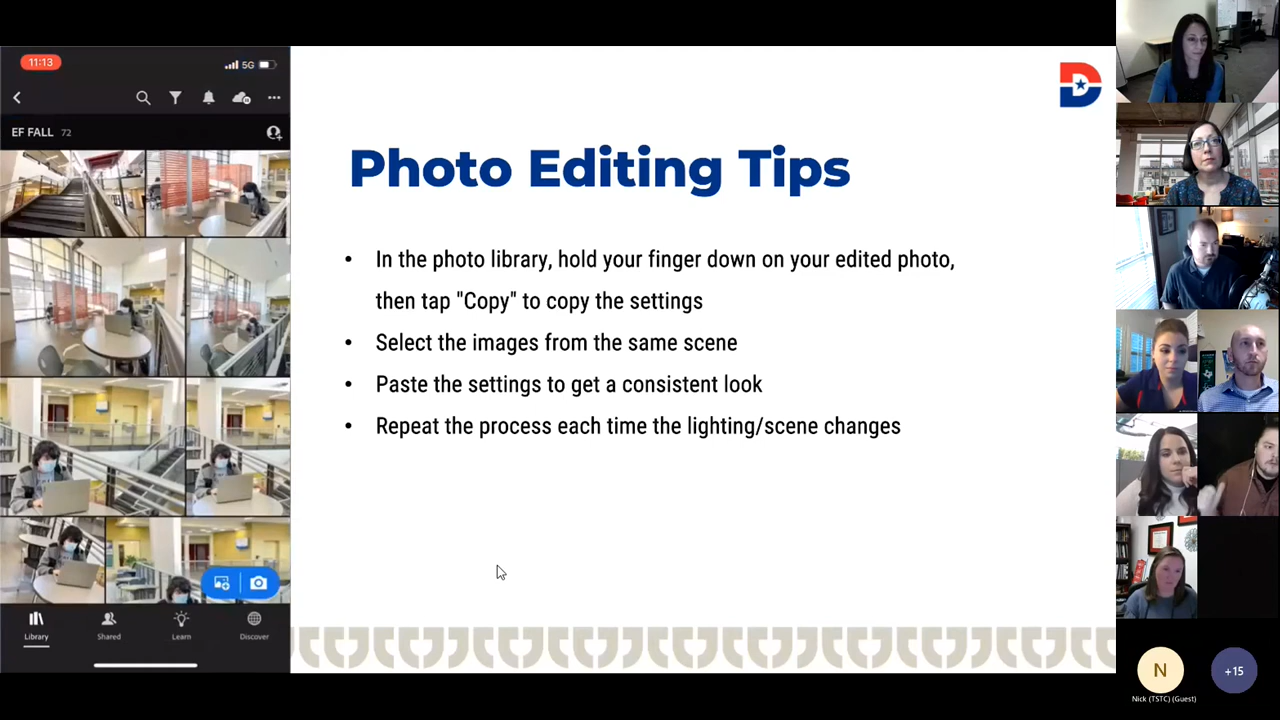 11:13
5G
EF FALL 72
Library
Shared
Learn
Discover
D
Photo Editing Tips
• In the photo library, hold your finger down on your edited photo,
then tap "Copy" to copy the settings
• Select the images from the same scene
• Paste the settings to get a consistent look
• Repeat the process each time the lighting/scene changes
N
+15
Nick (TSTC) (Guest)